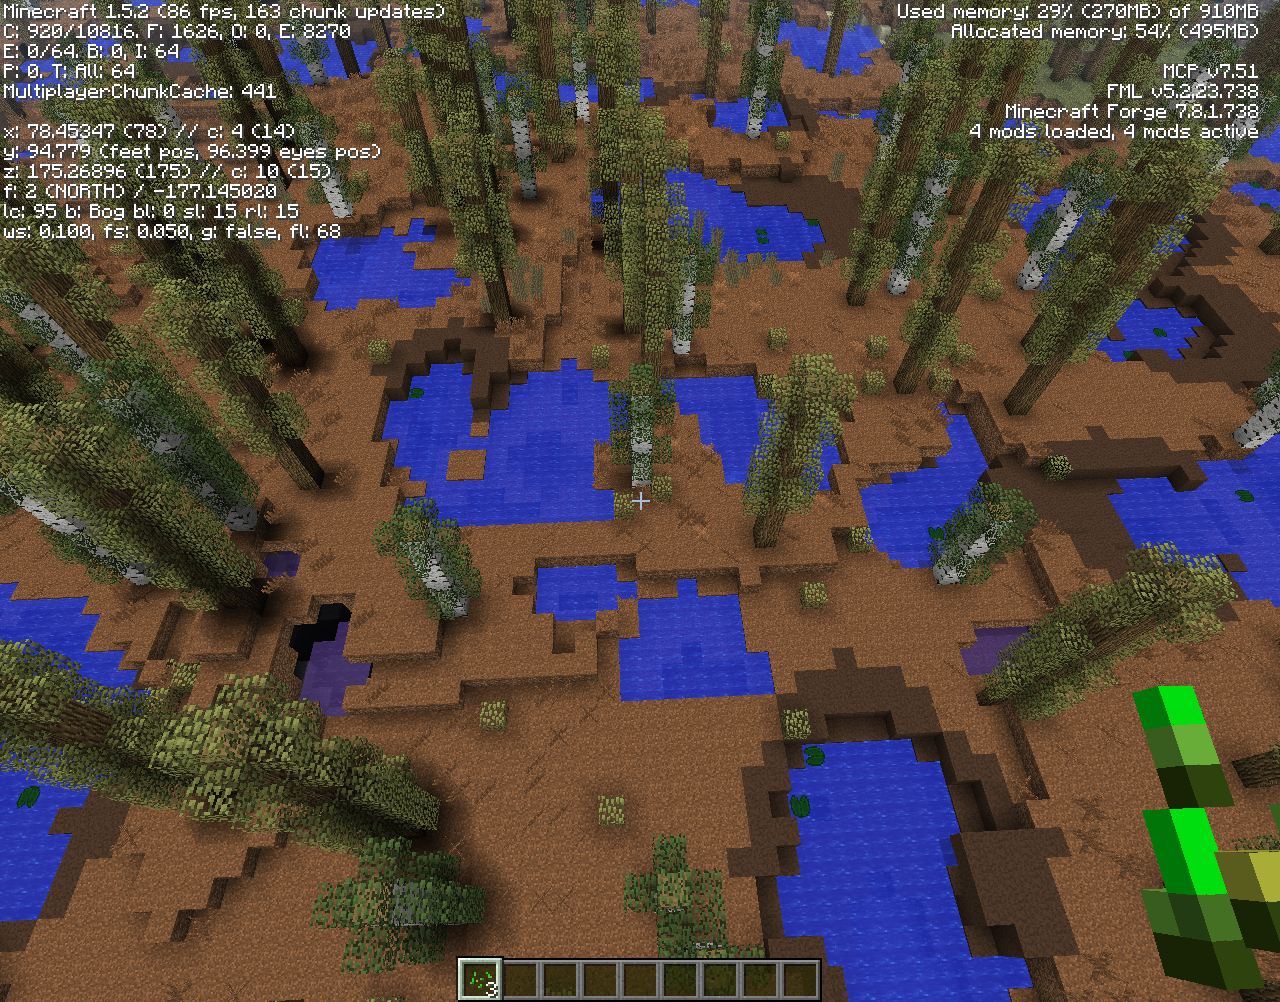 Minecraft 1.5.2 (86 fps, 163 chunk updates)
C: 920/10816. F: 1626, O: 0, E: 8270
E: 0/64. B: 0, I: 64
P: 0. T: All: 64
MultiplayerChunkCache: 441
x: 78.45347 (78) // c: 4 (14)
y: 94.779 (feet pos, 96.399 eyes pos)
z: 175.26896 (175) // c: 10 (15)
f: 2 (NORTH) / -177.145020
lc: 95 b: Bog bl: 0 sl: 15 rl: 15
ws: 0.100, fs: 0.050, g: false, fl: 68
Used memory: 29% (270MB) of 910MB
Allocated memory: 54% (495MB)
MCP v7.51
FML v5.2.23.738
Minecraft Forge 7.8.1.738
4 mods loaded, 4 mods active
3